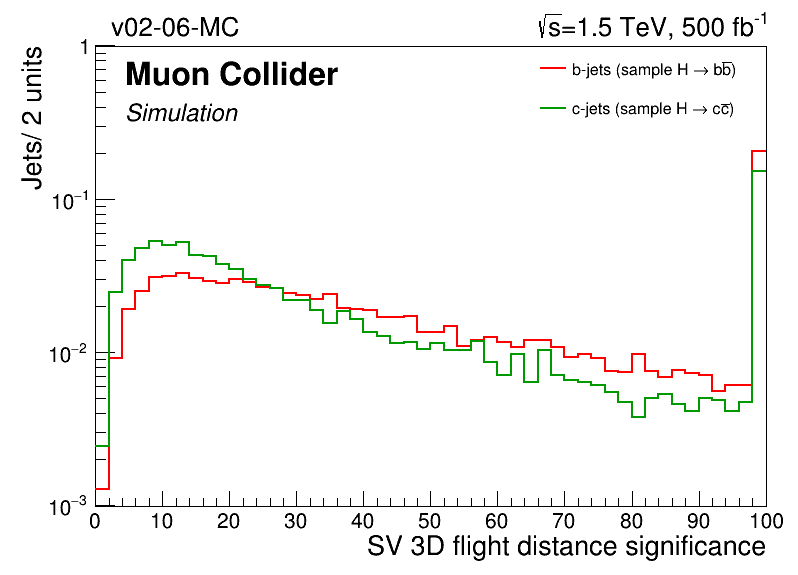 v02-06-MC
√s=1.5 TeV, 500 fb⁻¹
Muon Collider
Simulation
b-jets (sample H → bb̅)
c-jets (sample H → cc̅)
Jets/ 2 units
1
10⁻¹
10⁻²
10⁻³
0 10 20 30 40 50 60 70 80 90 100
SV 3D flight distance significance